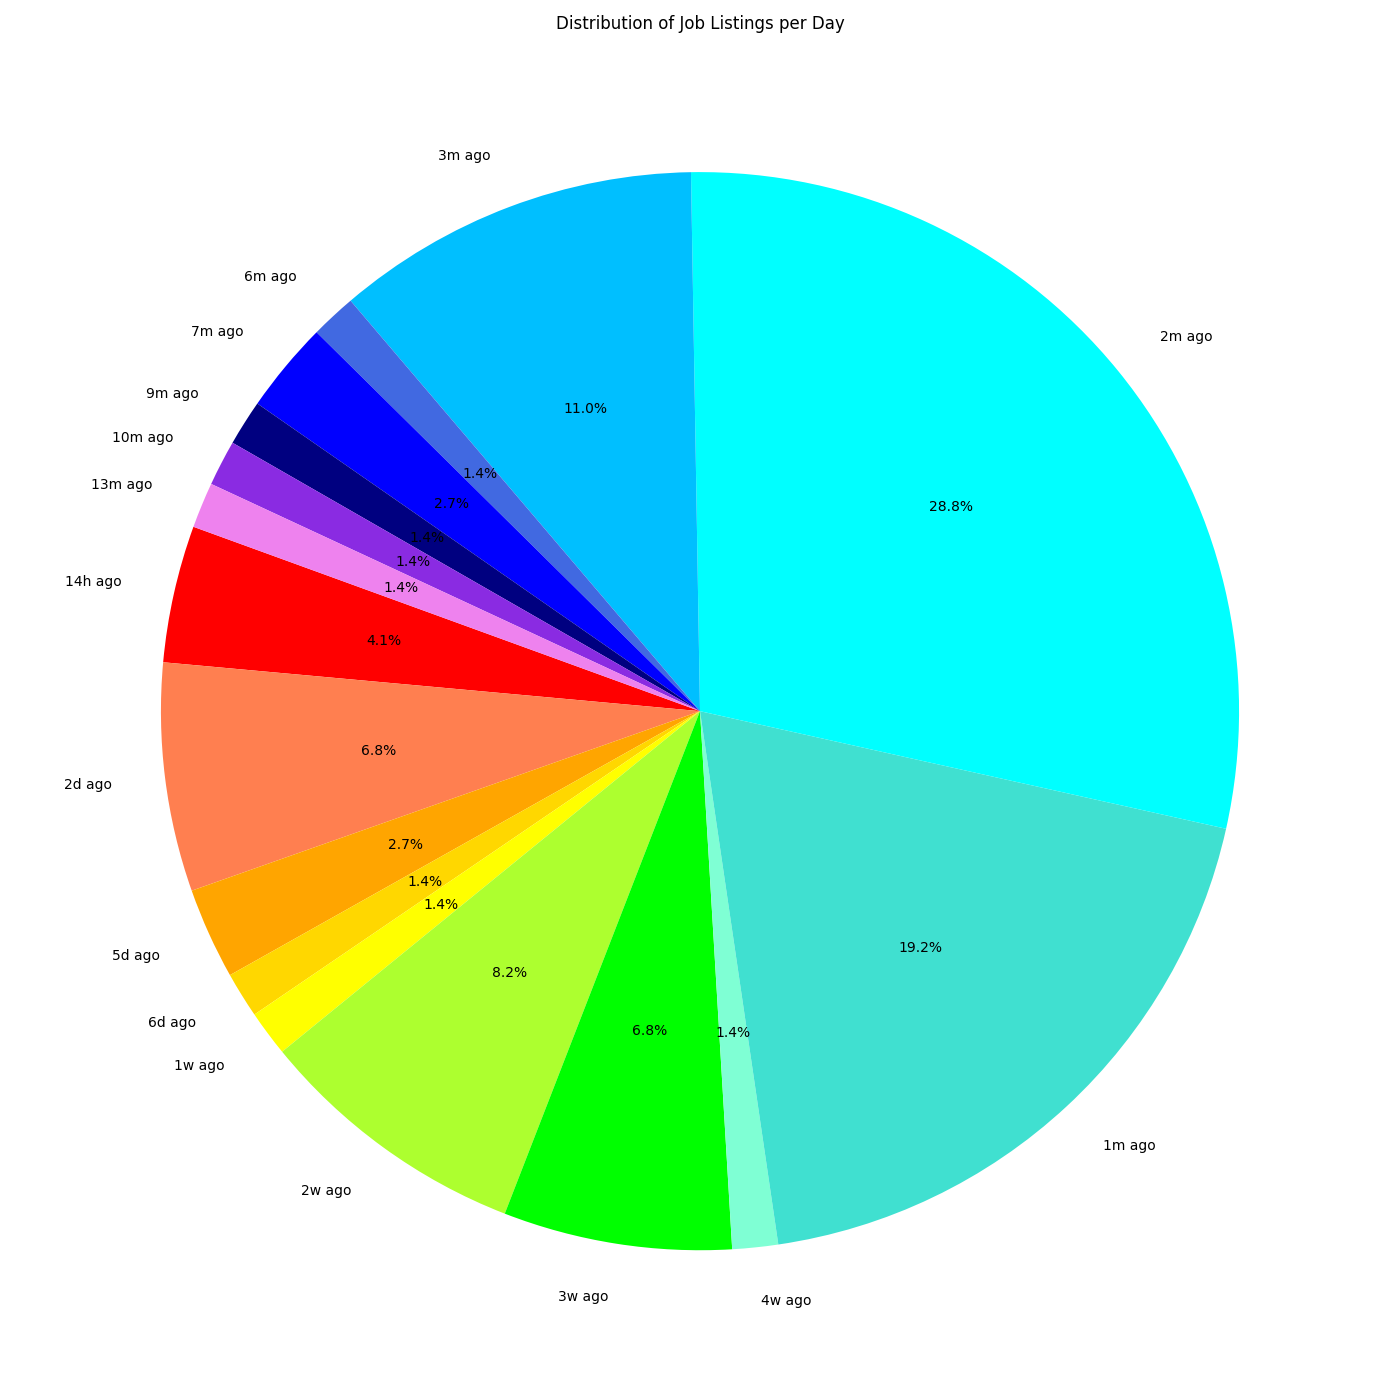 Distribution of Job Listings per Day
3m ago
2m ago
6m ago
7m ago
9m ago
10m ago
13m ago
14h ago
2d ago
5d ago
6d ago
1w ago
2w ago
3w ago
4w ago
1m ago
11.0%
28.8%
1.4%
2.7%
1.4%
1.4%
1.4%
4.1%
6.8%
2.7%
1.4%
1.4%
8.2%
6.8%
1.4%
19.2%